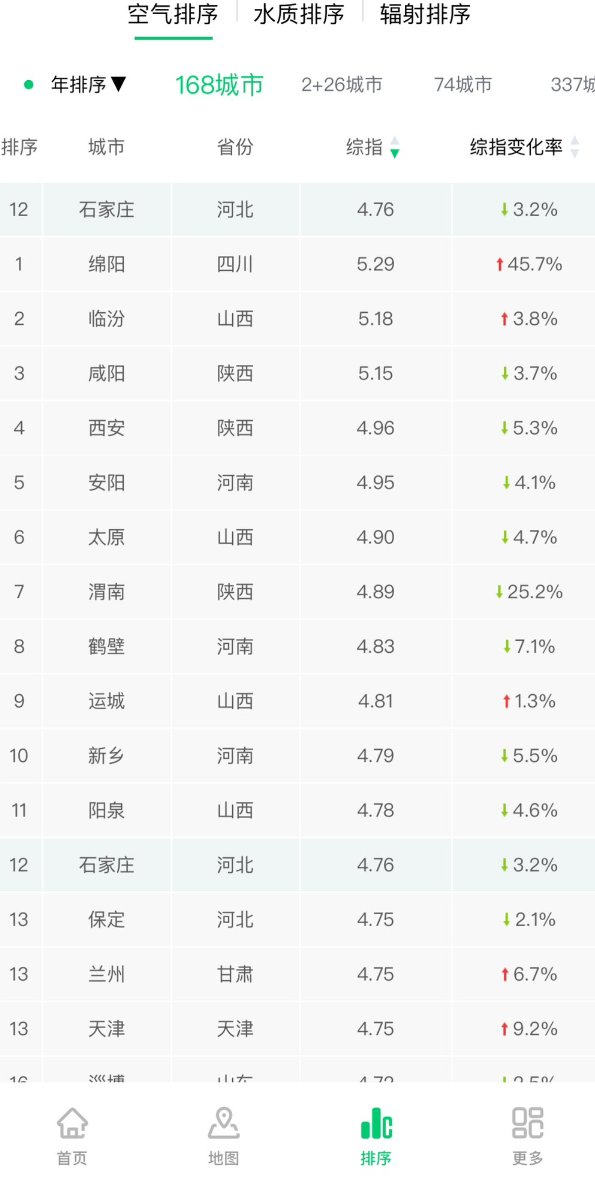 空气排序 水质排序 辐射排序
年排序▼ 168城市 2+26城市 74城市 337城
排序 城市 省份 综指 综指变化率
12 石家庄 河北 4.76 ↓3.2%
1 绵阳 四川 5.29 ↑45.7%
2 临汾 山西 5.18 ↑3.8%
3 咸阳 陕西 5.15 ↓3.7%
4 西安 陕西 4.96 ↓5.3%
5 安阳 河南 4.95 ↓4.1%
6 太原 山西 4.90 ↓4.7%
7 渭南 陕西 4.89 ↓25.2%
8 鹤壁 河南 4.83 ↓7.1%
9 运城 山西 4.81 ↑1.3%
10 新乡 河南 4.79 ↓5.5%
11 阳泉 山西 4.78 ↓4.6%
12 石家庄 河北 4.76 ↓3.2%
13 保定 河北 4.75 ↓2.1%
13 兰州 甘肃 4.75 ↑6.7%
13 天津 天津 4.75 ↑9.2%
16 淄博 山东
首页 地图 排序 更多